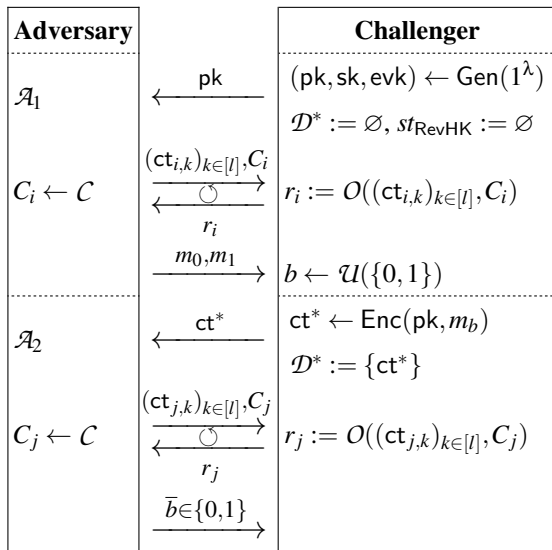 Adversary Challenger
𝒜₁ pk (pk, sk, evk) ← Gen(1^λ)
𝒟* := ∅, st_RevHK := ∅
(ct_{i,k})_{k∈[l]}, C_i
C_i ← 𝒞 ↺ r_i := 𝒪((ct_{i,k})_{k∈[l]}, C_i)
r_i
m₀,m₁ b ← 𝒰({0,1})
𝒜₂ ct* ct* ← Enc(pk, m_b)
𝒟* := {ct*}
(ct_{j,k})_{k∈[l]}, C_j
C_j ← 𝒞 ↺ r_j := 𝒪((ct_{j,k})_{k∈[l]}, C_j)
r_j
b̅∈{0,1}